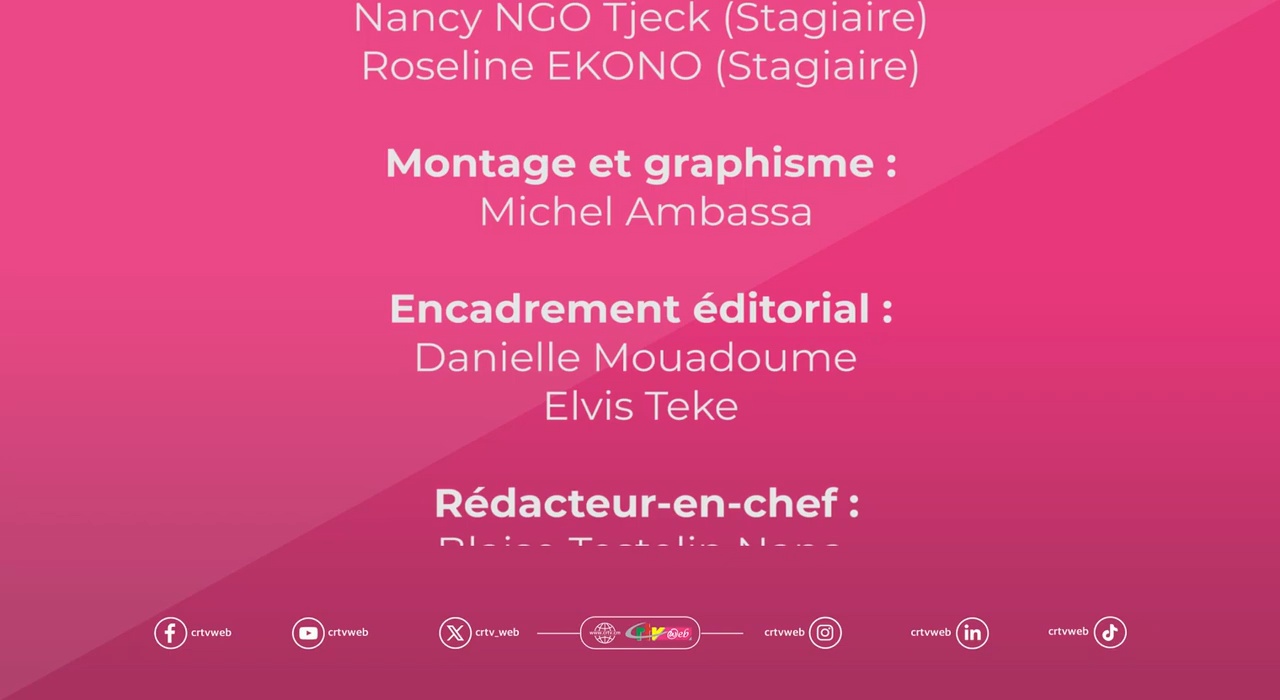 Nancy NGO Tjeck (Stagiaire)
Roseline EKONO (Stagiaire)
Montage et graphisme :
Michel Ambassa
Encadrement éditorial :
Danielle Mouadoume
Elvis Teke
Rédacteur-en-chef :
crtvweb
crtvweb
crtv_web
Web
crtvweb
crtvweb
crtvweb